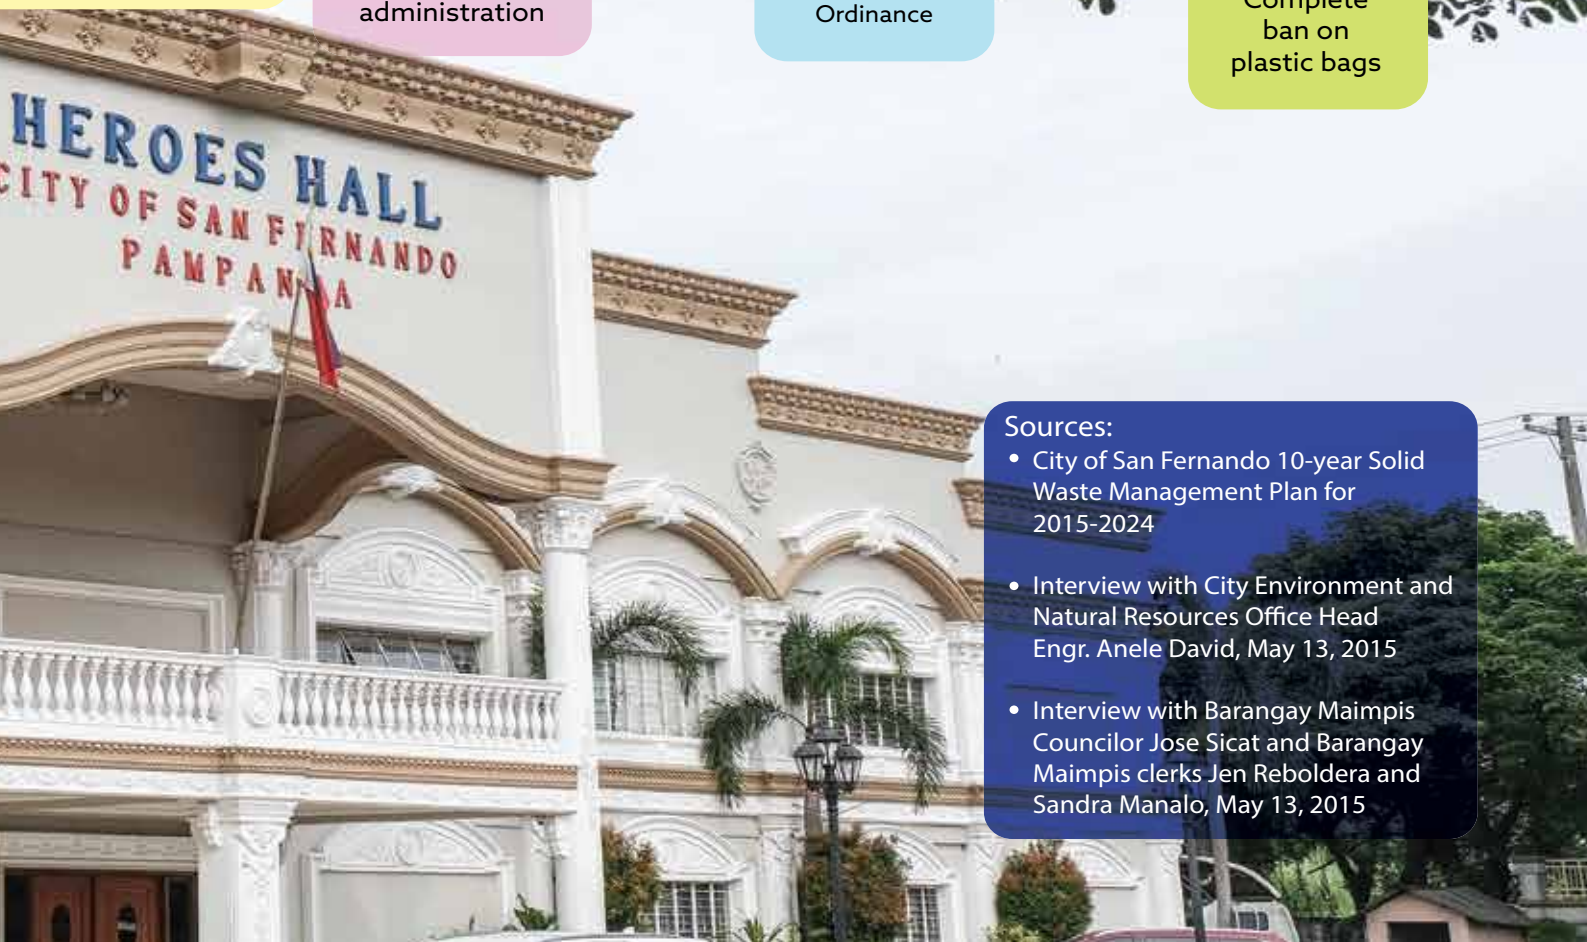 administration
Ordinance
Complete
ban on
plastic bags
HEROES HALL
CITY OF SAN FERNANDO
PAMPANGA
Sources:
• City of San Fernando 10-year Solid
Waste Management Plan for
2015-2024
• Interview with City Environment and
Natural Resources Office Head
Engr. Anele David, May 13, 2015
• Interview with Barangay Maimpis
Councilor Jose Sicat and Barangay
Maimpis clerks Jen Reboldera and
Sandra Manalo, May 13, 2015